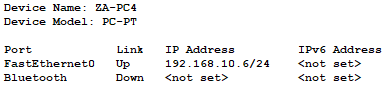 Device Name: ZA-PC4
Device Model: PC-PT
Port Link IP Address IPv6 Address
FastEthernet0 Up 192.168.10.6/24 <not set>
Bluetooth Down <not set> <not set>